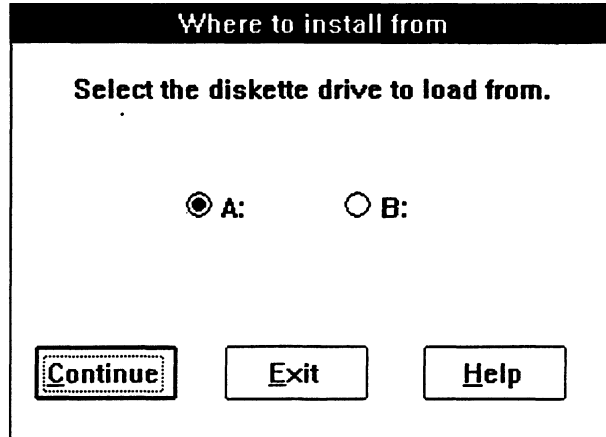 Where to install from
Select the diskette drive to load from.
A: B:
Continue Exit Help